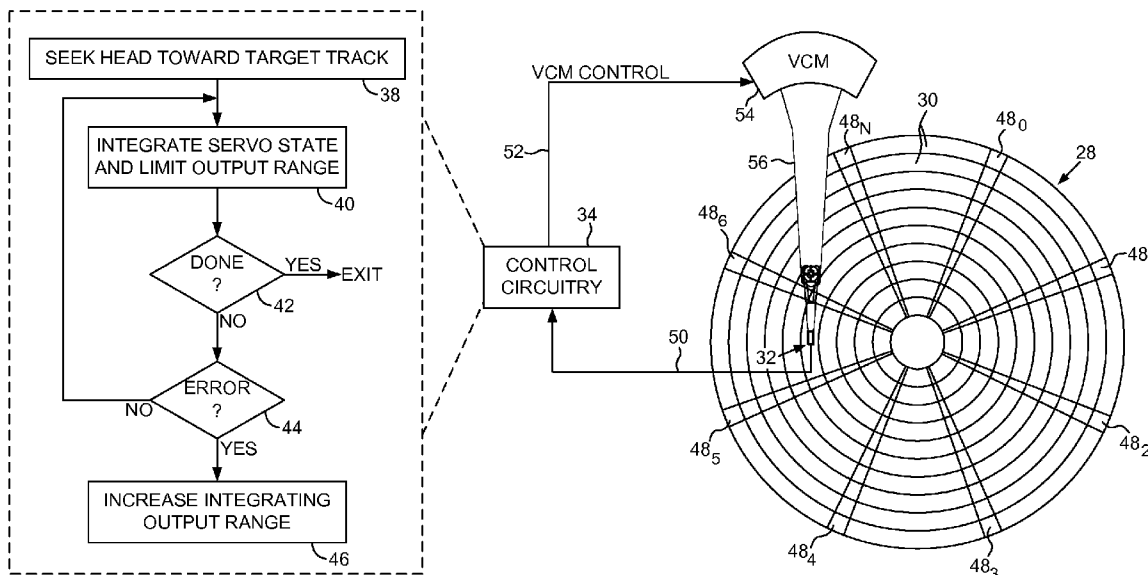 SEEK HEAD TOWARD TARGET TRACK
38
INTEGRATE SERVO STATE
AND LIMIT OUTPUT RANGE
40
DONE
?
YES
EXIT
42
NO
ERROR
?
NO
44
YES
INCREASE INTEGRATING
OUTPUT RANGE
46
VCM CONTROL
52
34
CONTROL
CIRCUITRY
50
VCM
54
56
32
48N
30
480
28
48
482
483
484
485
486